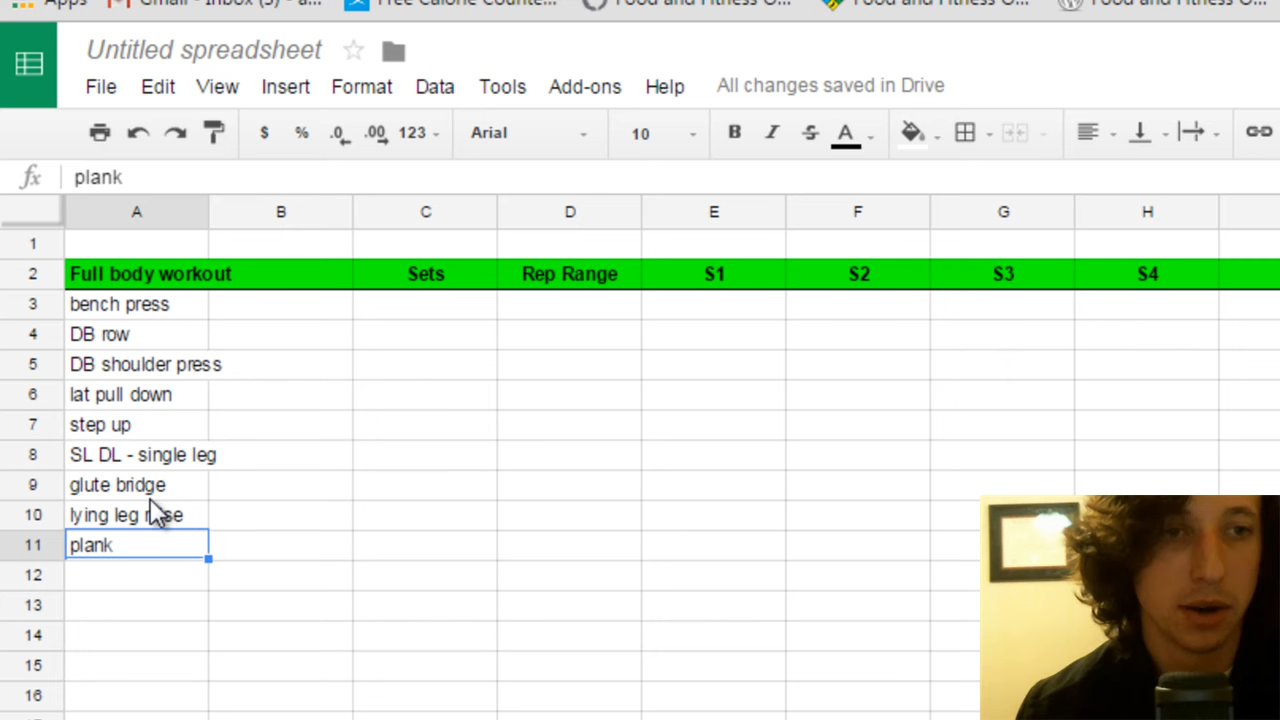 Apps Gmail - Inbox (3) - a... Free Calorie Counte... Food and Fitness O... Food and Fitness O... Food and Fitness O...
Untitled spreadsheet
File Edit View Insert Format Data Tools Add-ons Help All changes saved in Drive
$ % .0 .00 123 Arial 10 B I S A
fx plank
A B C D E F G H
1
2 Full body workout Sets Rep Range S1 S2 S3 S4
3 bench press
4 DB row
5 DB shoulder press
6 lat pull down
7 step up
8 SL DL - single leg
9 glute bridge
10 lying leg
11 plank
12
13
14
15
16